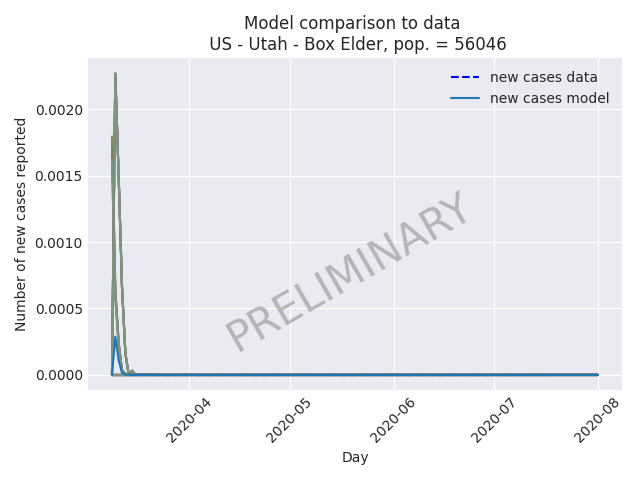 Model comparison to data
US - Utah - Box Elder, pop. = 56046
new cases data
new cases model
Number of new cases reported
0.0020
0.0015
0.0010
0.0005
0.0000
PRELIMINARY
2020-04
2020-05
2020-06
2020-07
2020-08
Day